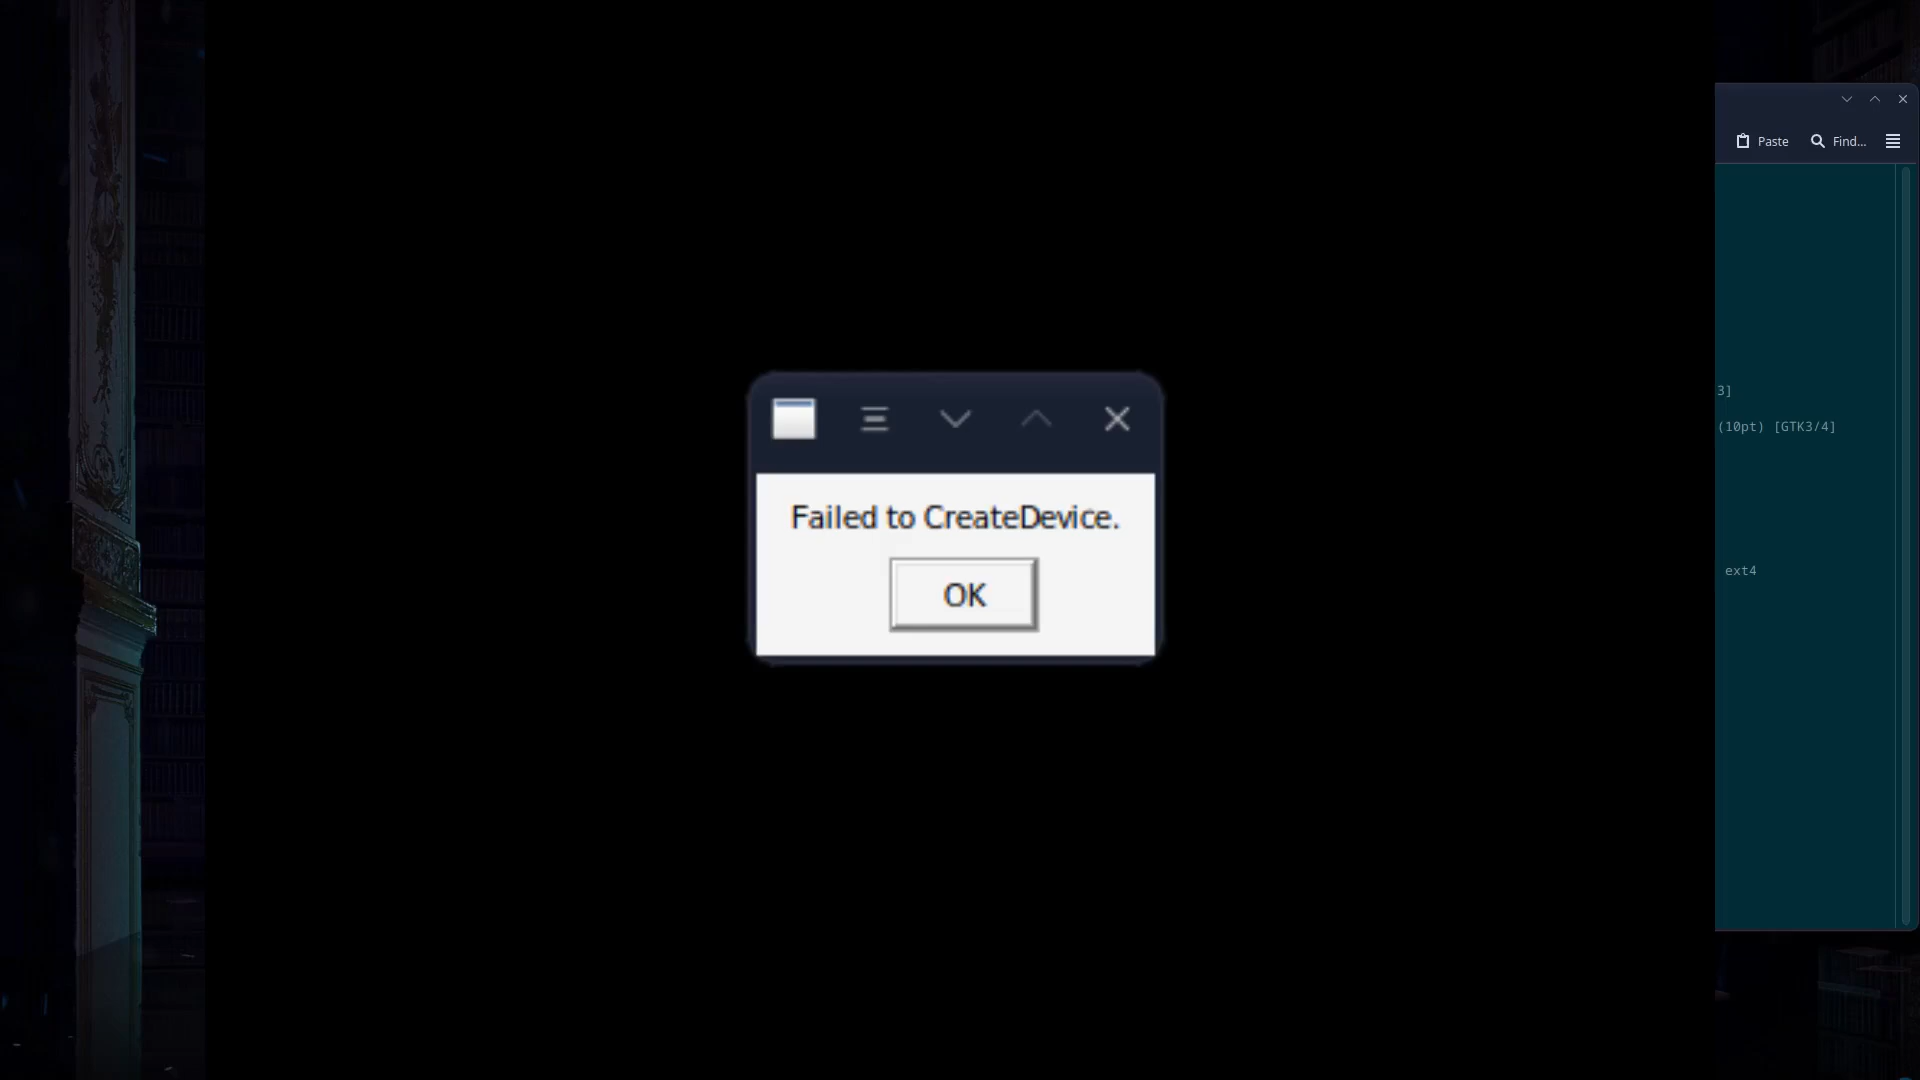 Paste Find...
Failed to CreateDevice.
OK
3]
(10pt) [GTK3/4]
ext4